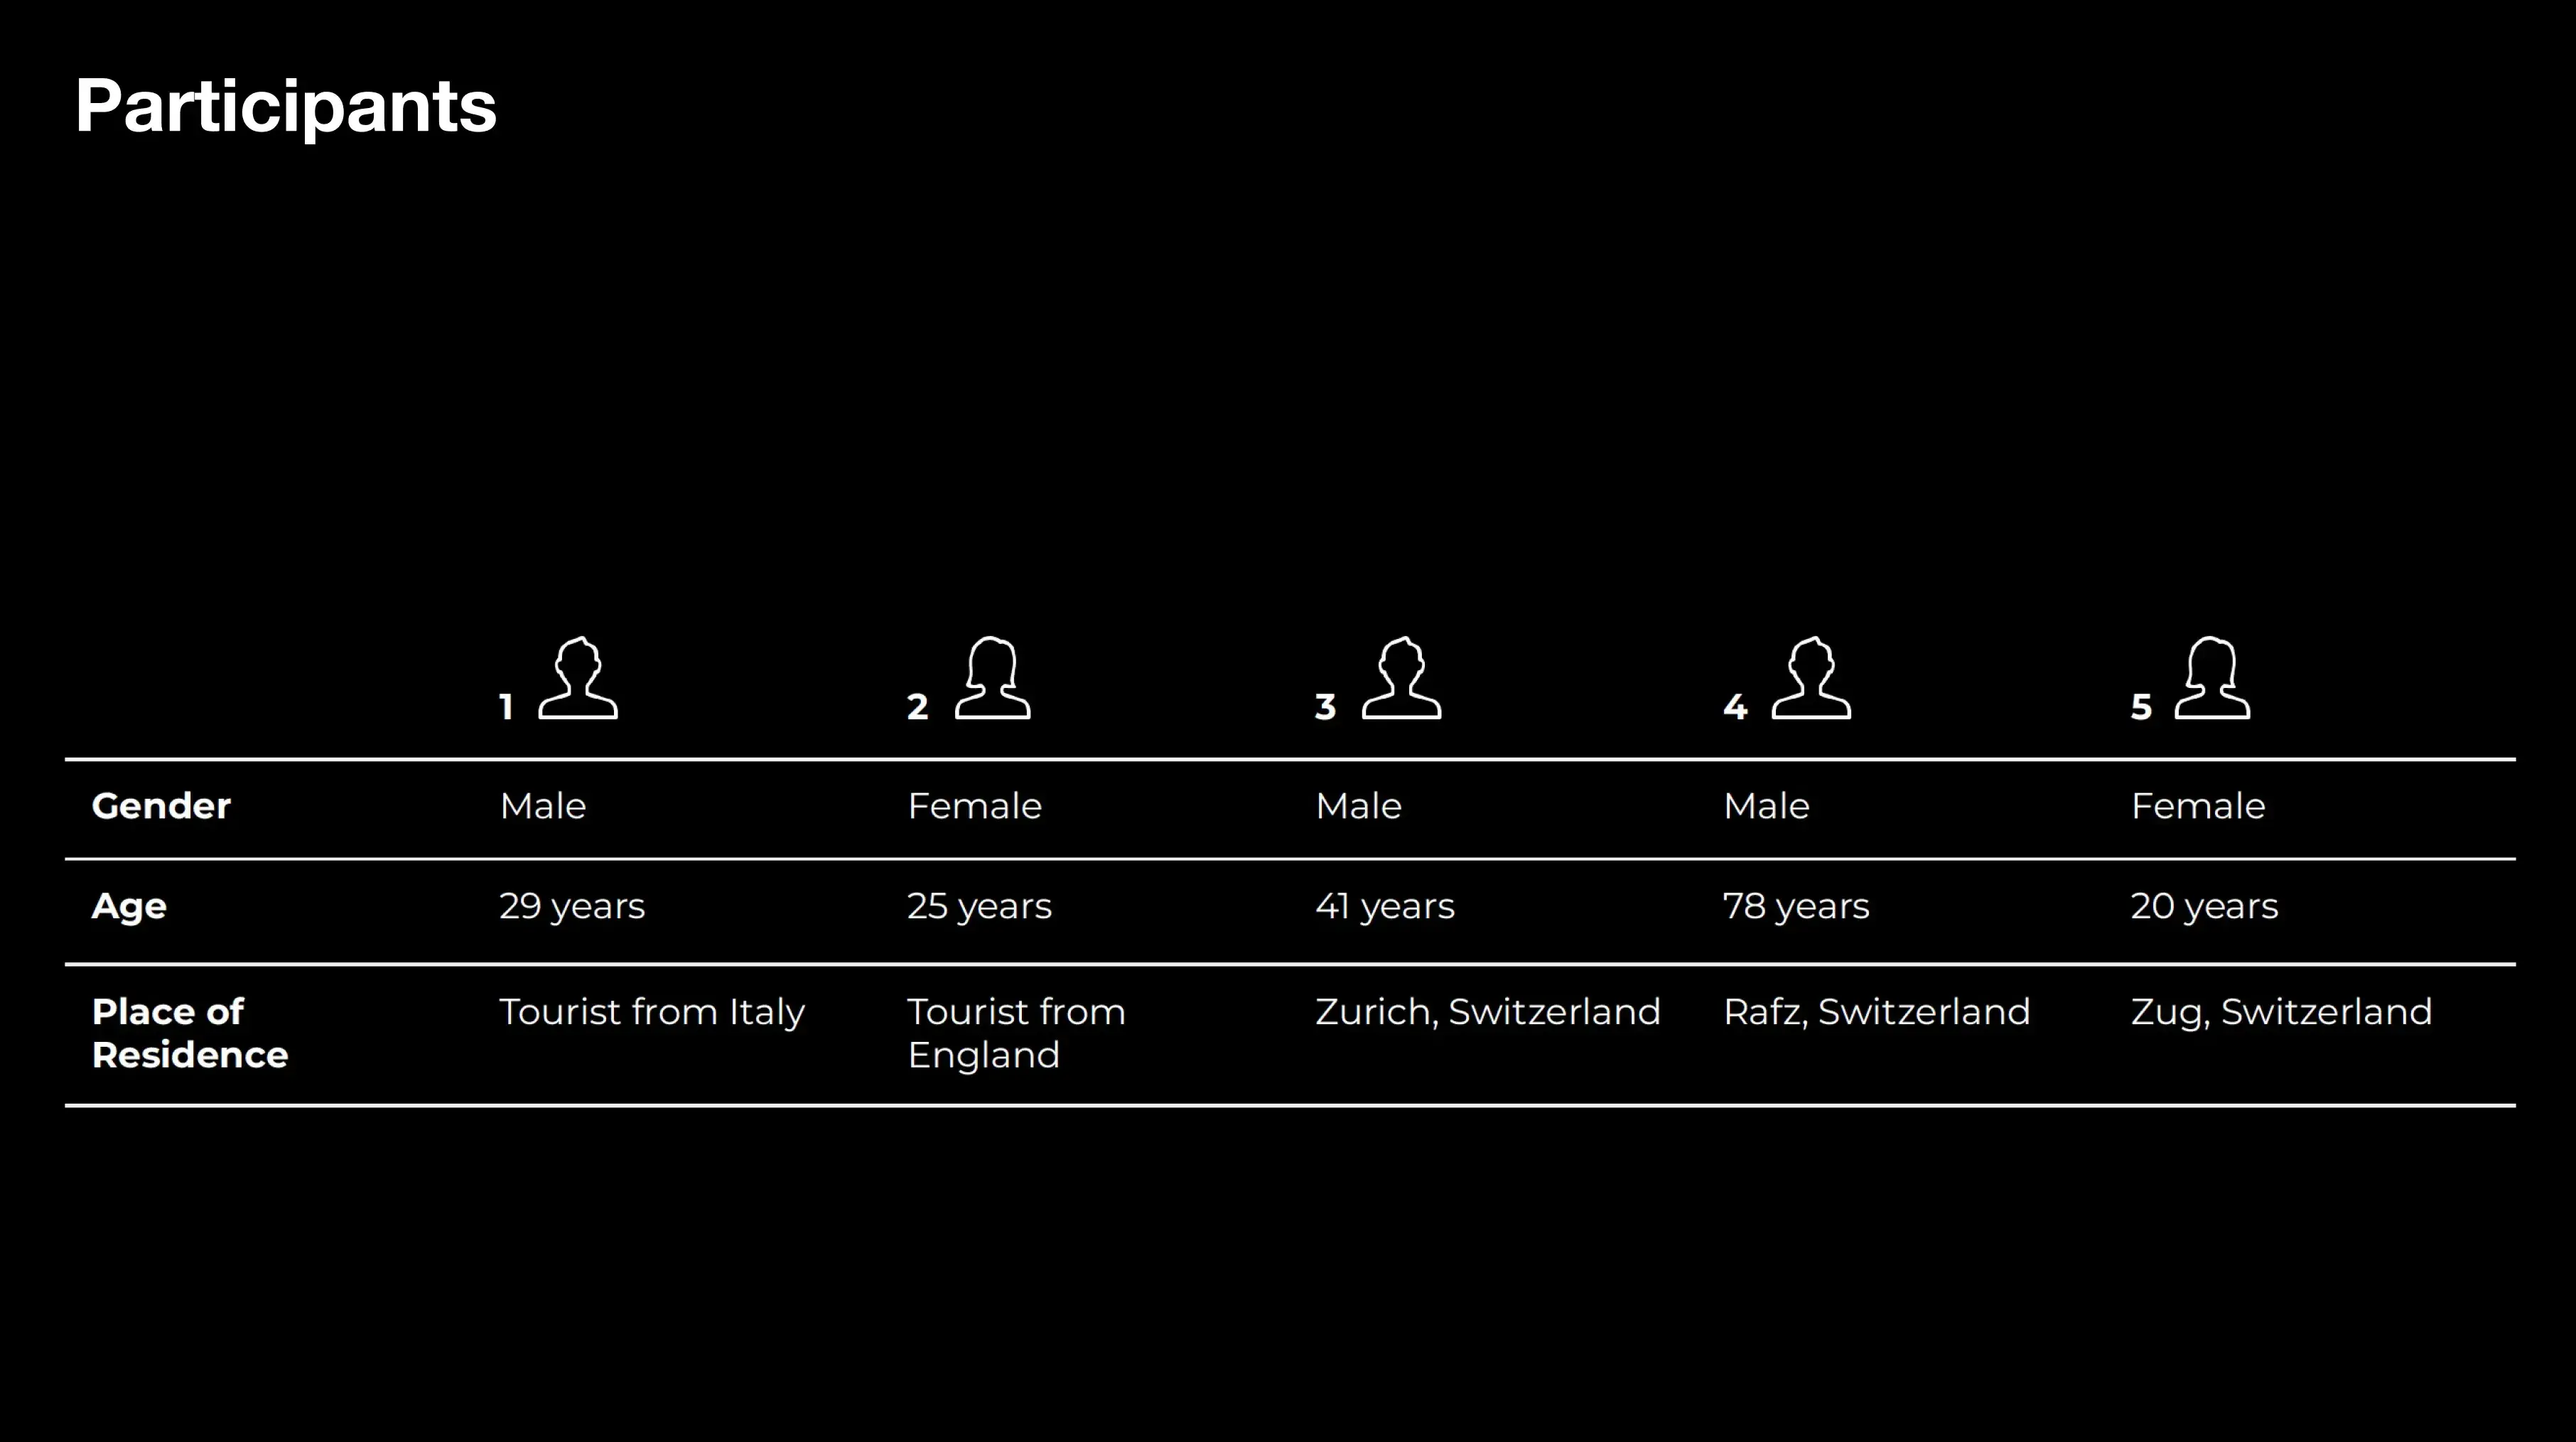 Participants
1 2 3 4 5
Gender Male Female Male Male Female
Age 29 years 25 years 41 years 78 years 20 years
Place of Tourist from Italy Tourist from Zurich, Switzerland Rafz, Switzerland Zug, Switzerland
Residence England